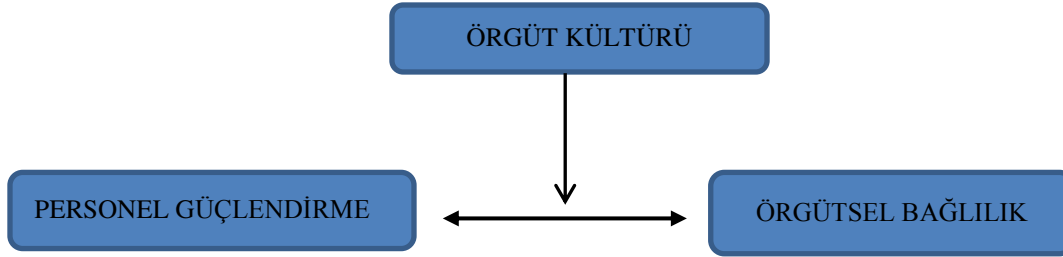 ÖRGÜT KÜLTÜRÜ
PERSONEL GÜÇLENDİRME
ÖRGÜTSEL BAĞLILIK